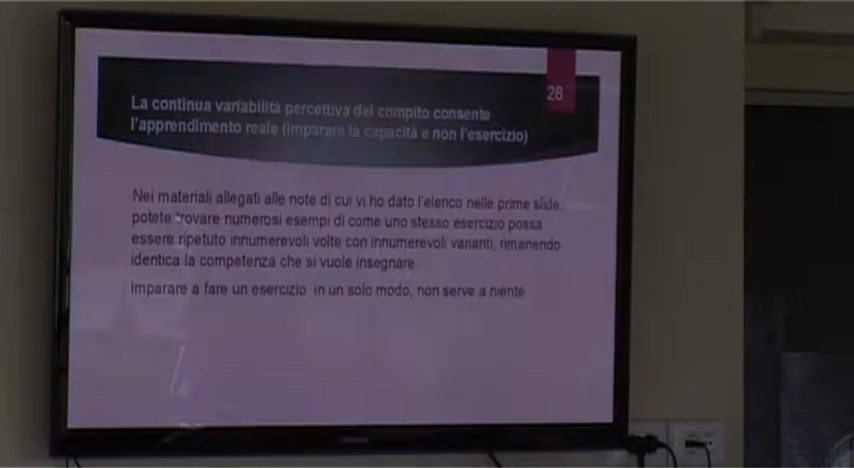 28
La continua variabilità percettiva del compito consente
l'apprendimento reale (imparare la capacità e non l'esercizio)
Nei materiali allegati alle note di cui vi ho dato l'elenco nelle prime slide,
potete trovare numerosi esempi di come uno stesso esercizio possa
essere ripetuto innumerevoli volte con innumerevoli varianti, rimanendo
identica la competenza che si vuole insegnare
Imparare a fare un esercizio in un solo modo, non serve a niente